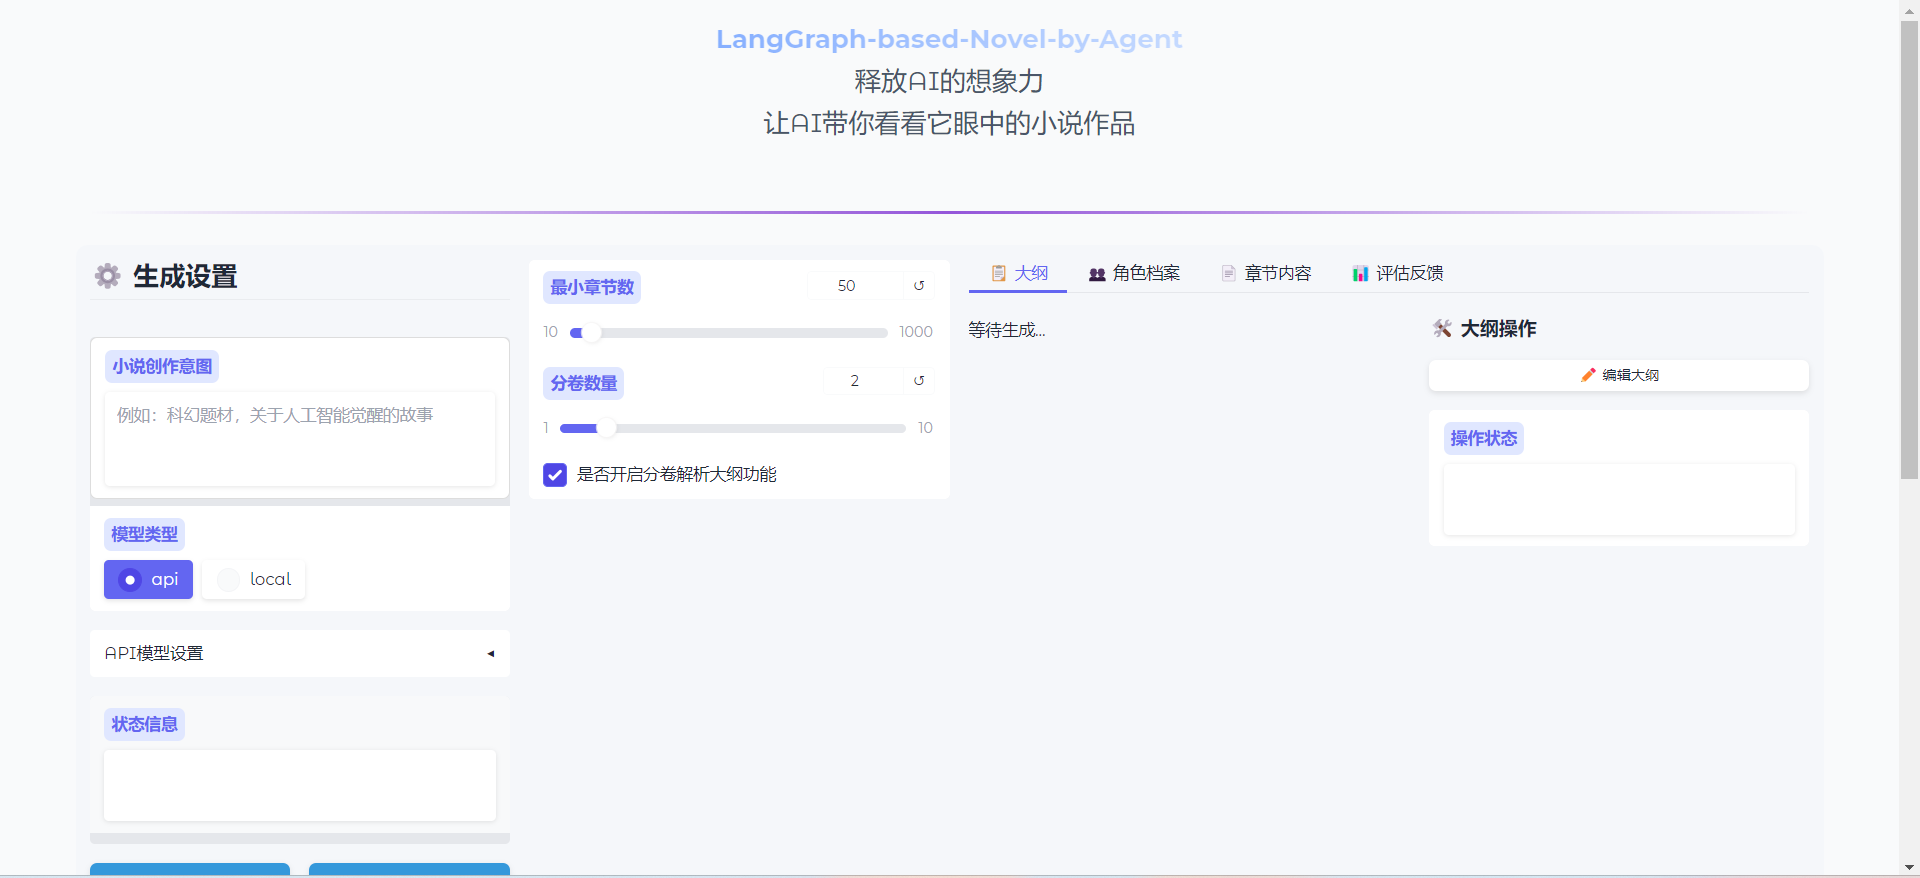 LangGraph-based-Novel-by-Agent
释放AI的想象力
让AI带你看看它眼中的小说作品
生成设置
小说创作意图
例如：科幻题材，关于人工智能觉醒的故事
模型类型
api
local
API模型设置
状态信息
最小章节数
50
10
1000
分卷数量
2
1
10
是否开启分卷解析大纲功能
大纲
角色档案
章节内容
评估反馈
等待生成...
大纲操作
编辑大纲
操作状态